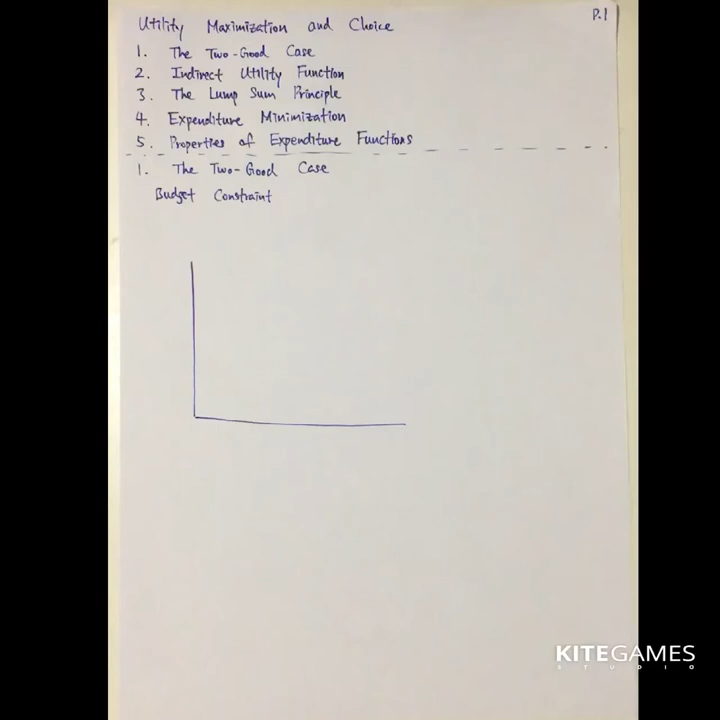 P.1
Utility Maximization and Choice
1. The Two-Good Case
2. Indirect Utility Function
3. The Lump Sum Principle
4. Expenditure Minimization
5. Properties of Expenditure Functions
1. The Two-Good Case
Budget Constraint
KITEGAMES
STUDIO